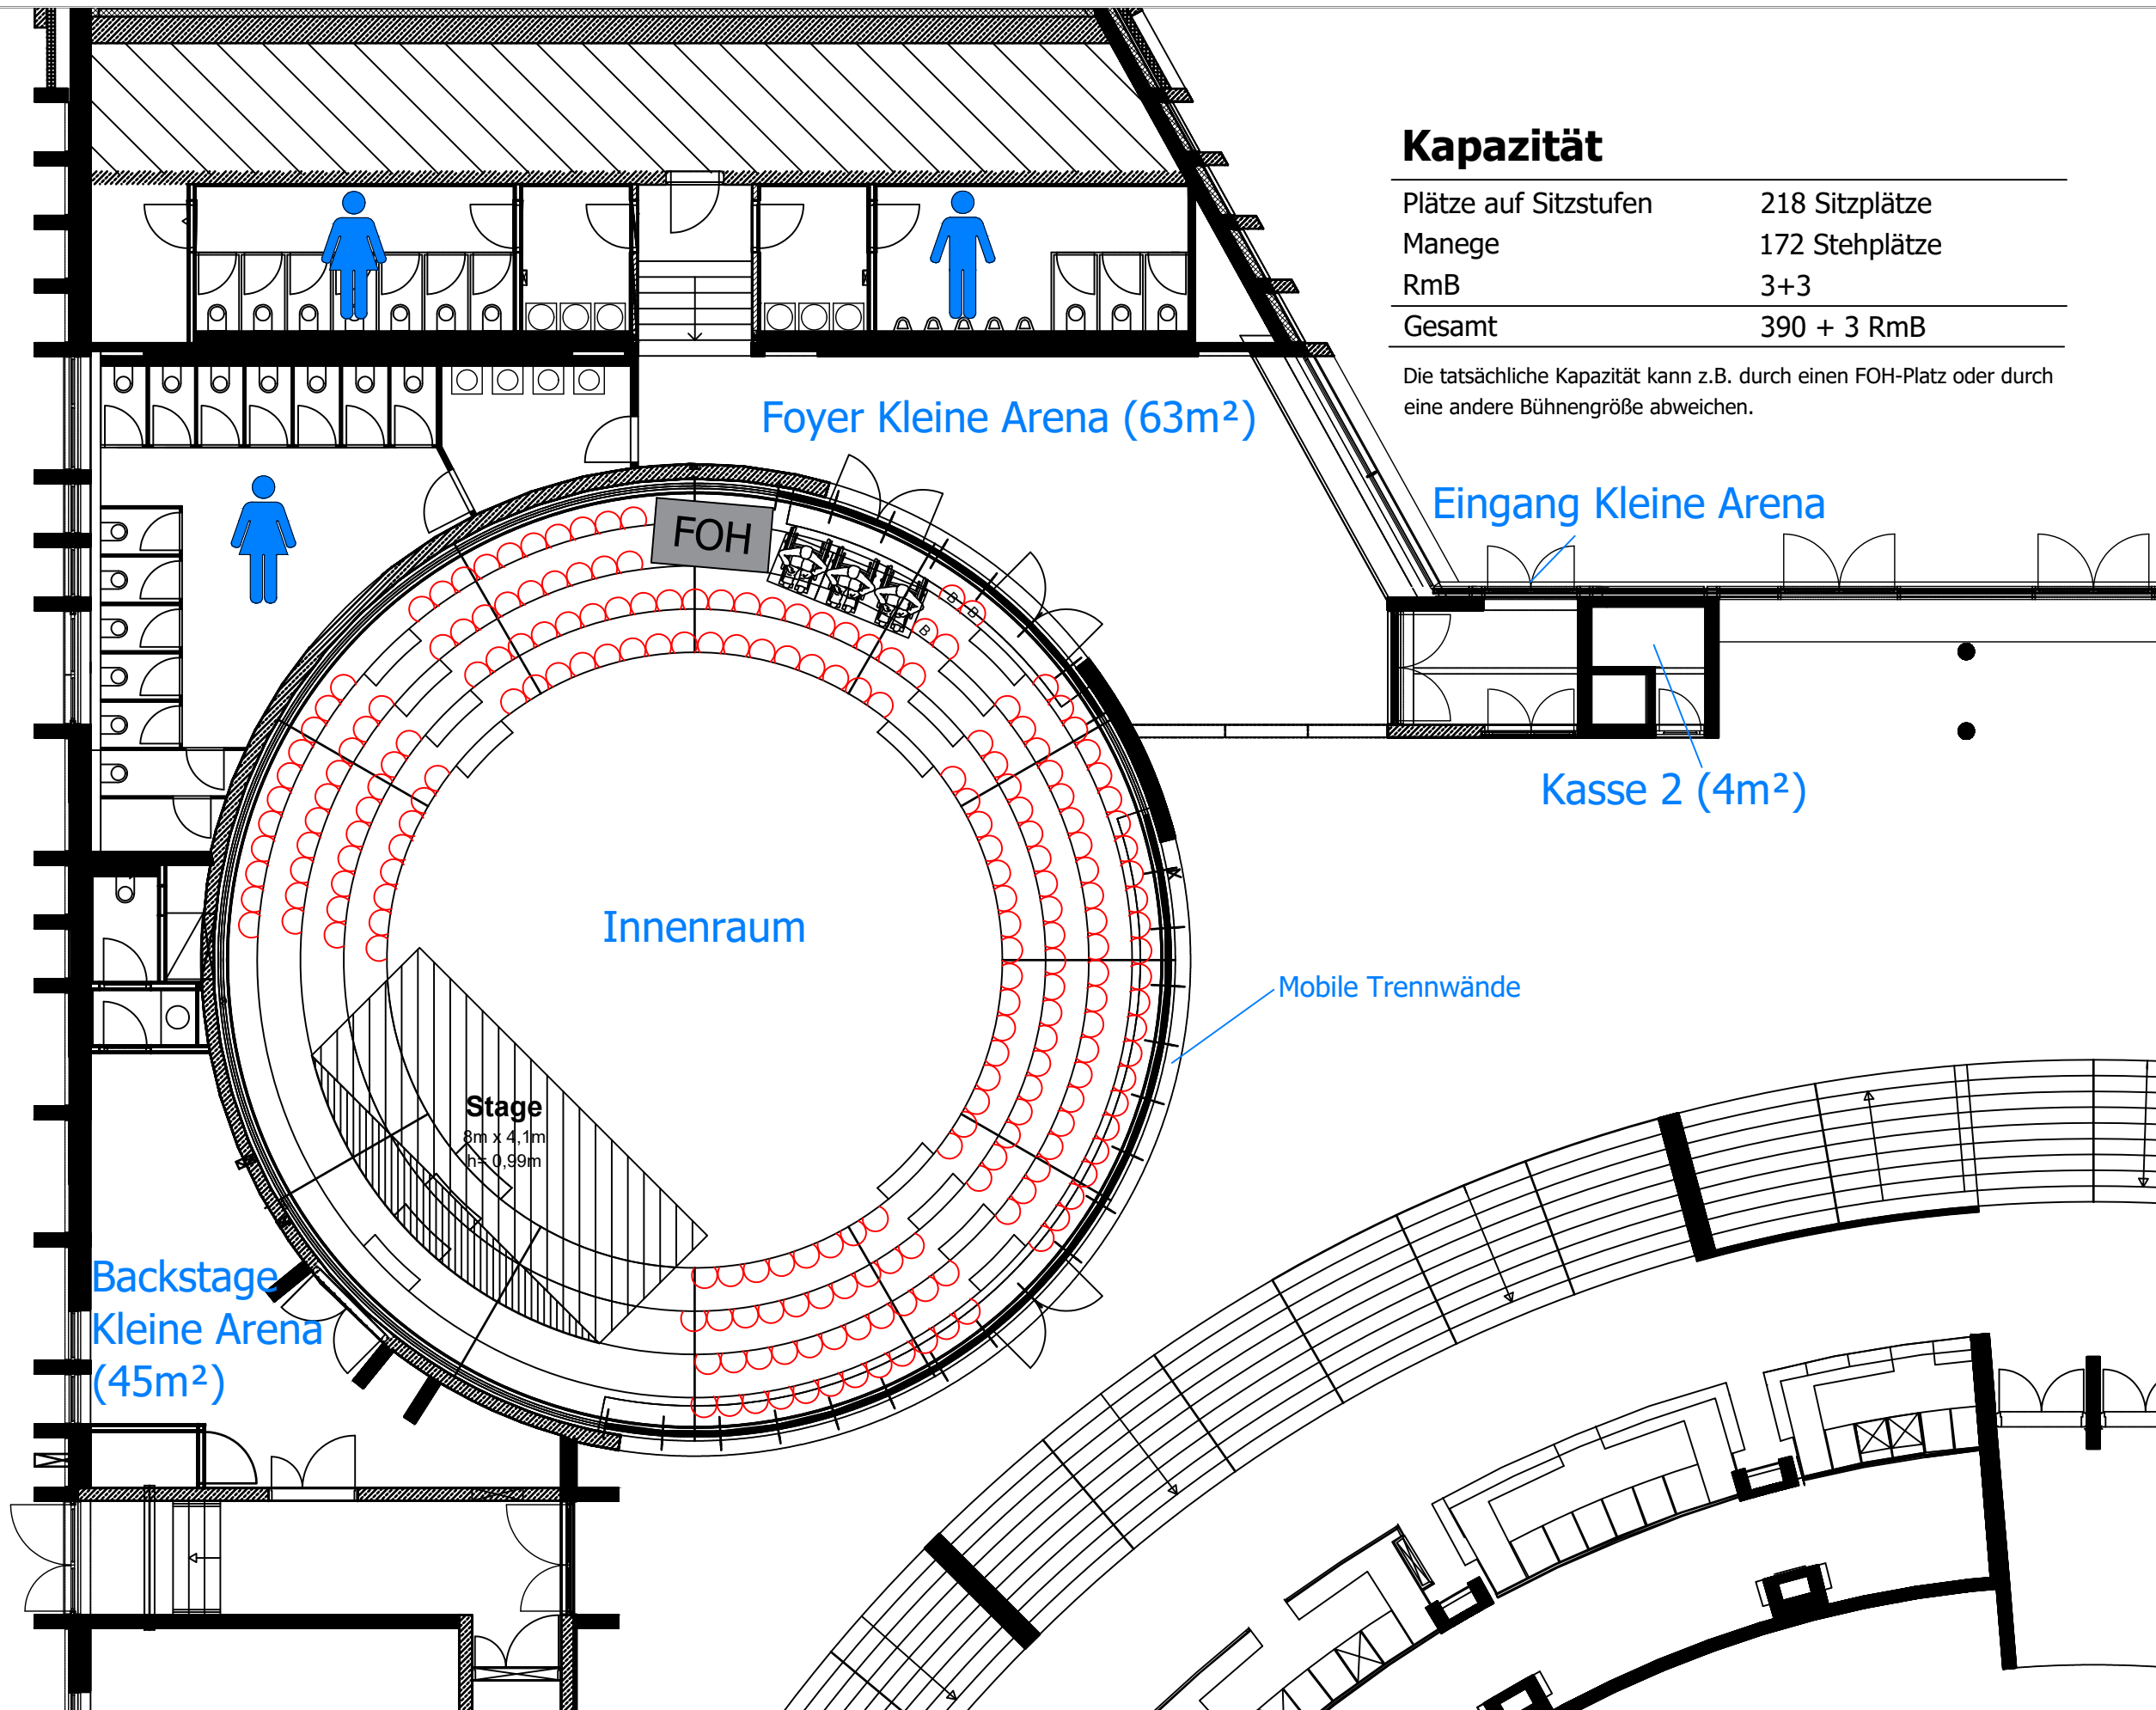 Kapazität
Plätze auf Sitzstufen 218 Sitzplätze
Manege 172 Stehplätze
RmB 3+3
Gesamt 390 + 3 RmB
Die tatsächliche Kapazität kann z.B. durch einen FOH-Platz oder durch
eine andere Bühnengröße abweichen.
Foyer Kleine Arena (63m²)
Eingang Kleine Arena
FOH
B
B
B
Kasse 2 (4m²)
Innenraum
Mobile Trennwände
Stage
8m x 4,1m
h= 0,99m
Backstage
Kleine Arena
(45m²)